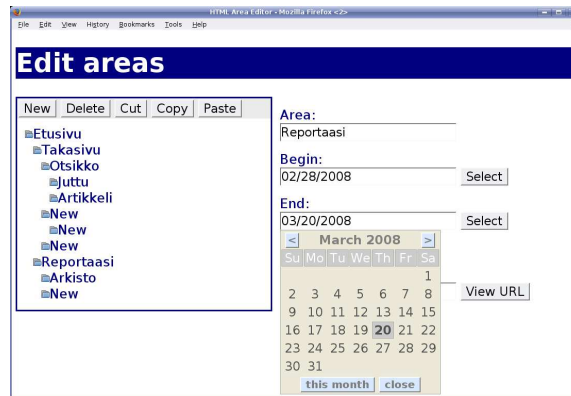 HTML Area Editor - Mozilla Firefox <2>
File Edit View History Bookmarks Tools Help
Edit areas
New Delete Cut Copy Paste
Etusivu
Takasivu
Otsikko
Juttu
Artikkeli
New
New
New
Reportaasi
Arkisto
New
Area:
Reportaasi
Begin:
02/28/2008 Select
End:
03/20/2008 Select
< March 2008 >
Su Mo Tu We Th Fr Sa
1
2 3 4 5 6 7 8
9 10 11 12 13 14 15
16 17 18 19 20 21 22
23 24 25 26 27 28 29
30 31
this month close
View URL